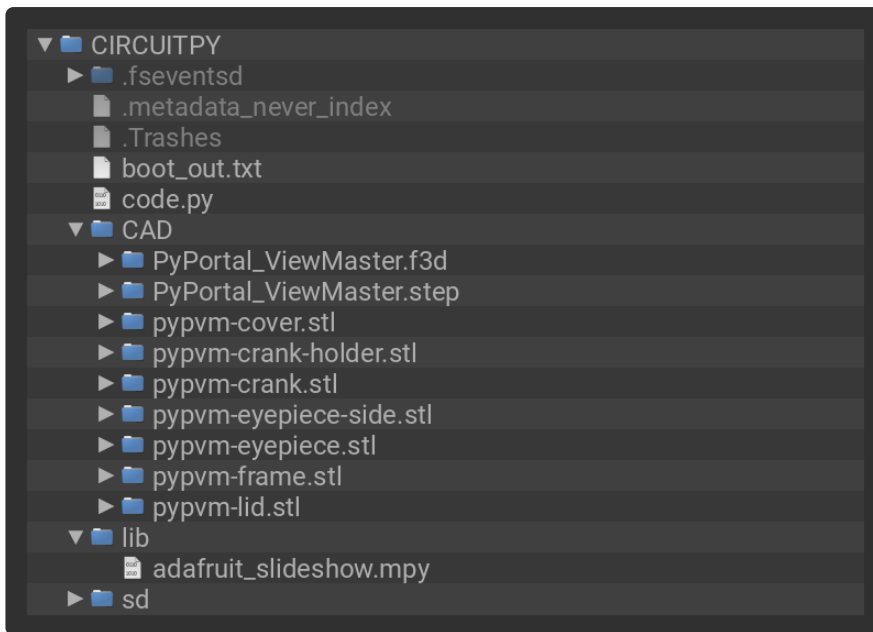 CIRCUITPY
.fseventsd
.metadata_never_index
.Trashes
boot_out.txt
code.py
CAD
PyPortal_ViewMaster.f3d
PyPortal_ViewMaster.step
pypvm-cover.stl
pypvm-crank-holder.stl
pypvm-crank.stl
pypvm-eyepiece-side.stl
pypvm-eyepiece.stl
pypvm-frame.stl
pypvm-lid.stl
lib
adafruit_slideshow.mpy
sd